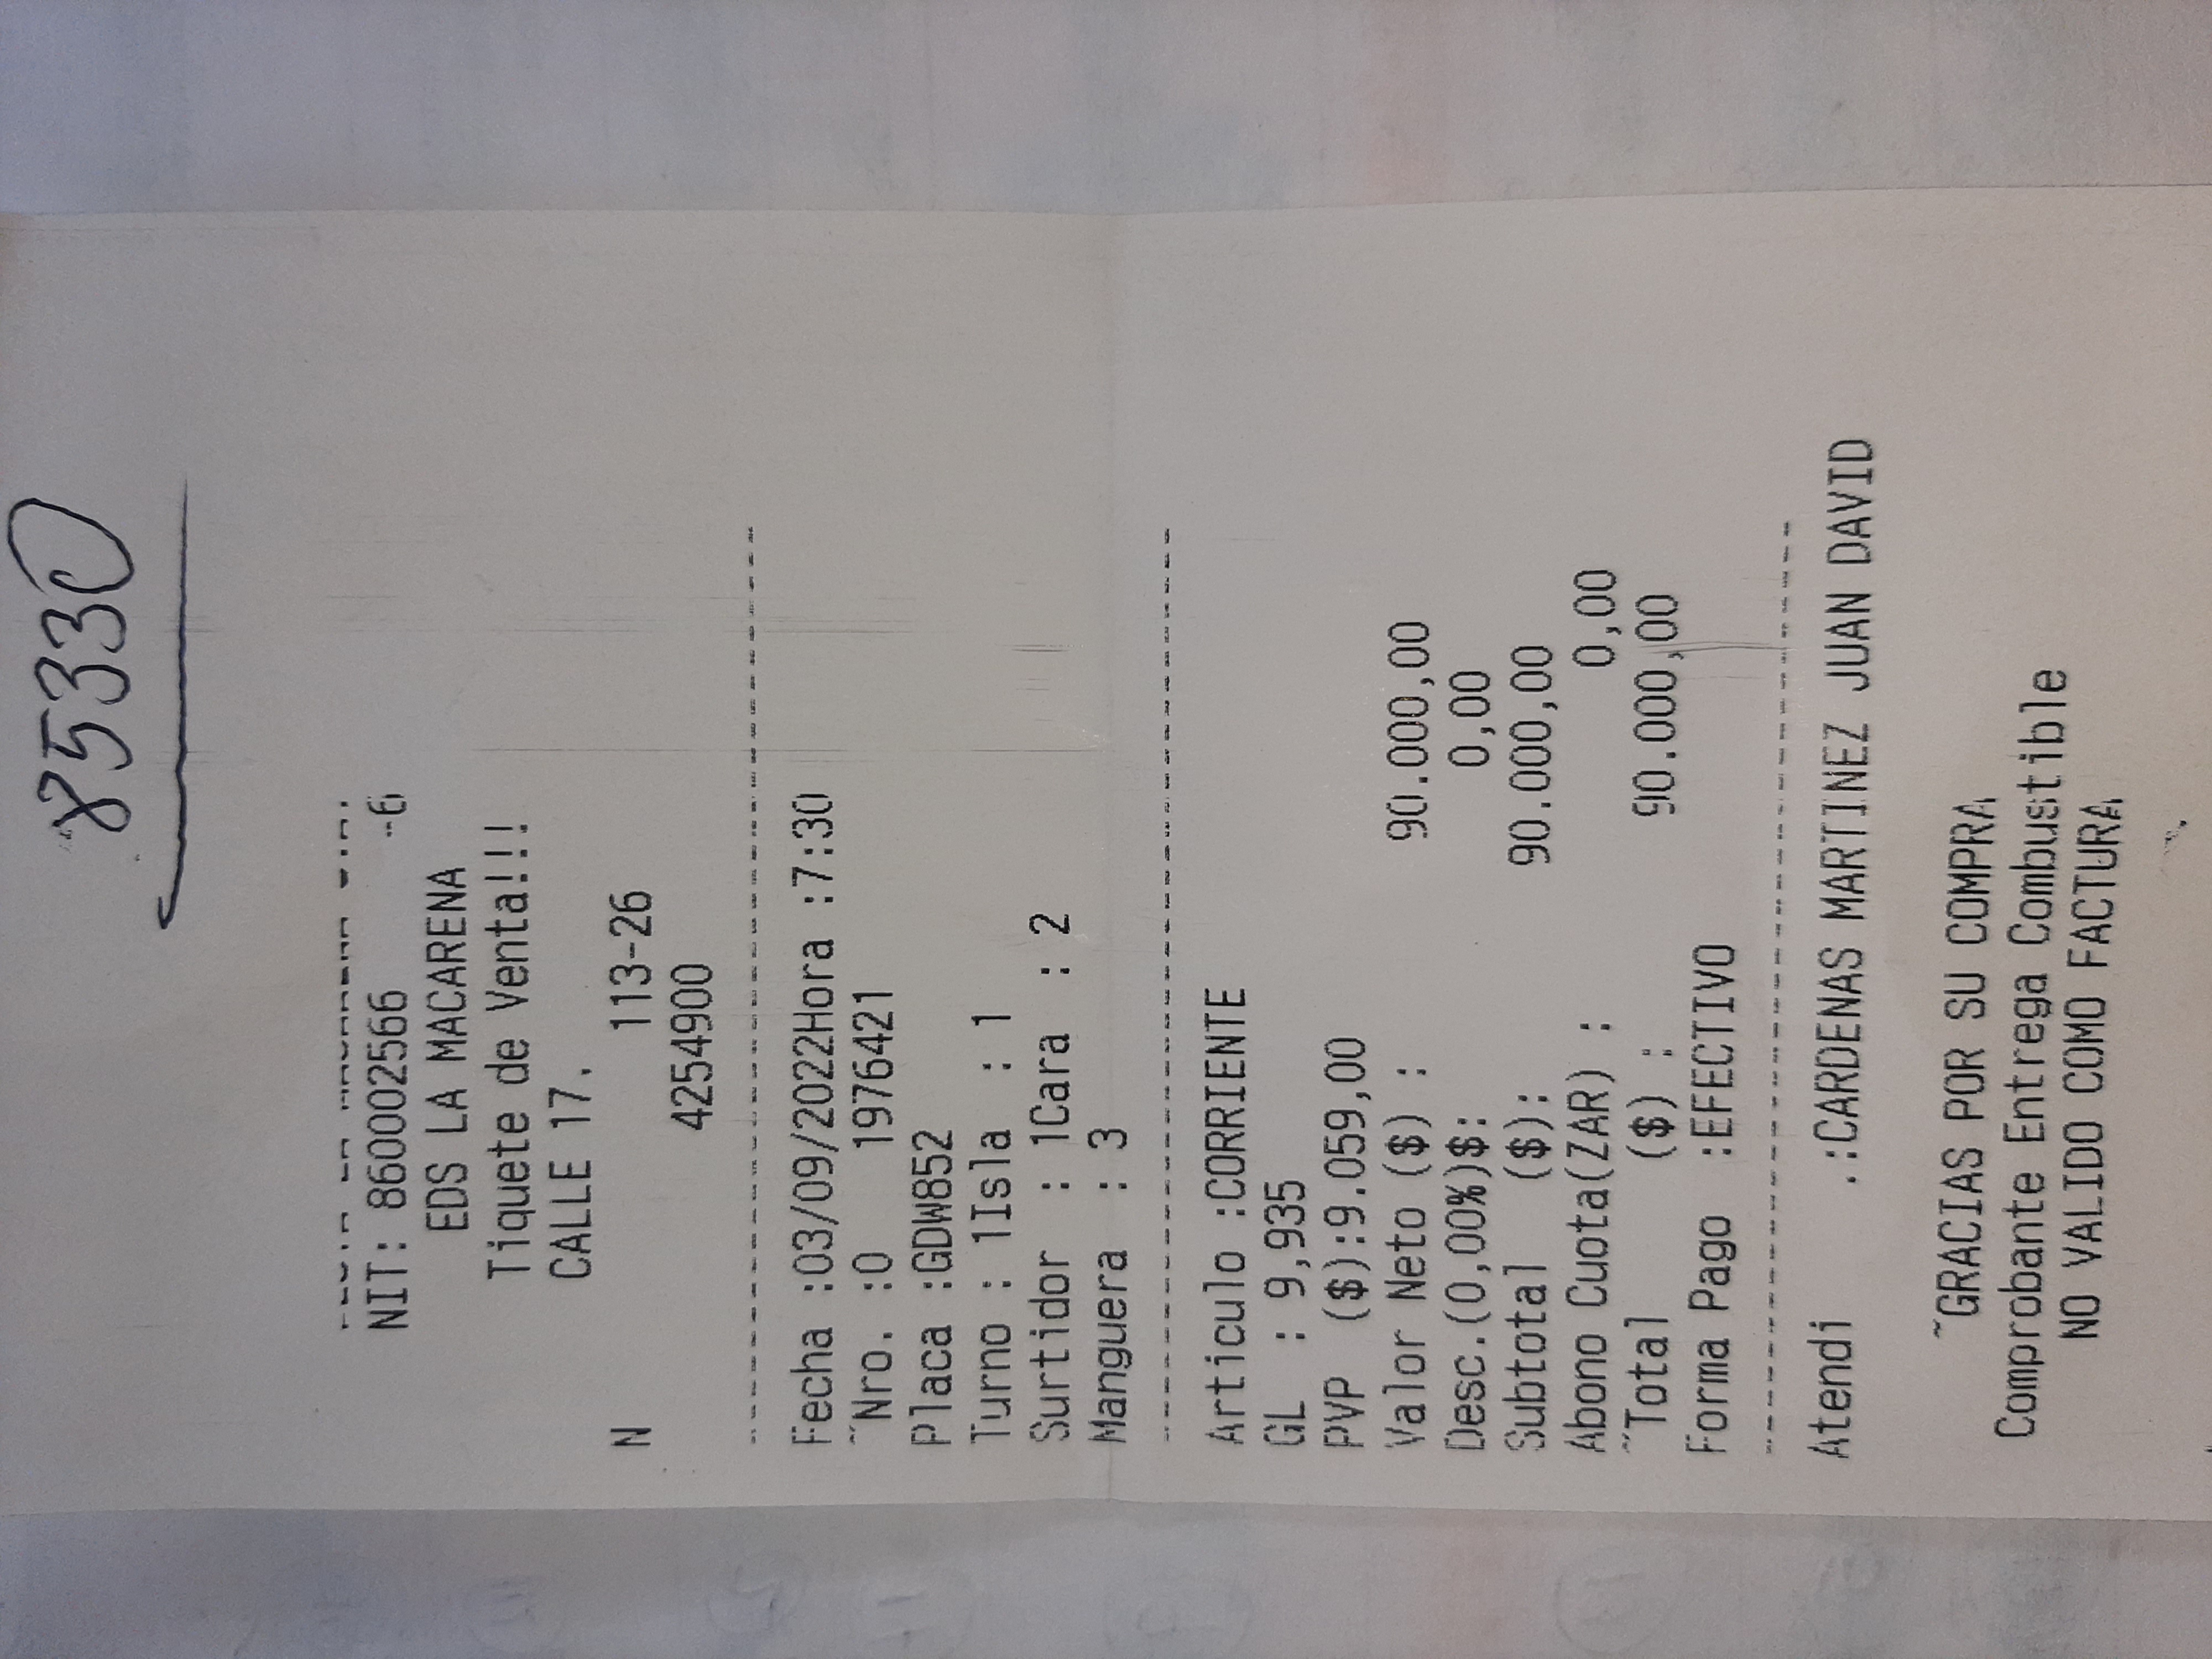 85330
NIT: 860002566 -6
EDS LA MACARENA
Tiquete de Venta!!!
CALLE 17.
N 113-26
4254900
Fecha :03/09/2022Hora :7:30
~Nro. :0 1976421
Placa :GDW852
Turno : 1Isla : 1
Surtidor : 1Cara : 2
Manguera : 3
Articulo :CORRIENTE
GL : 9,935
PVP ($):9.059,00
Valor Neto ($) : 90.000,00
Desc.(0,00%)$: 0,00
Subtotal ($): 90.000,00
Abono Cuota(ZAR) : 0,00
~Total ($) : 90.000,00
Forma Pago :EFECTIVO
Atendi .:CARDENAS MARTINEZ JUAN DAVID
~GRACIAS POR SU COMPRA
Comprobante Entrega Combustible
NO VALIDO COMO FACTURA